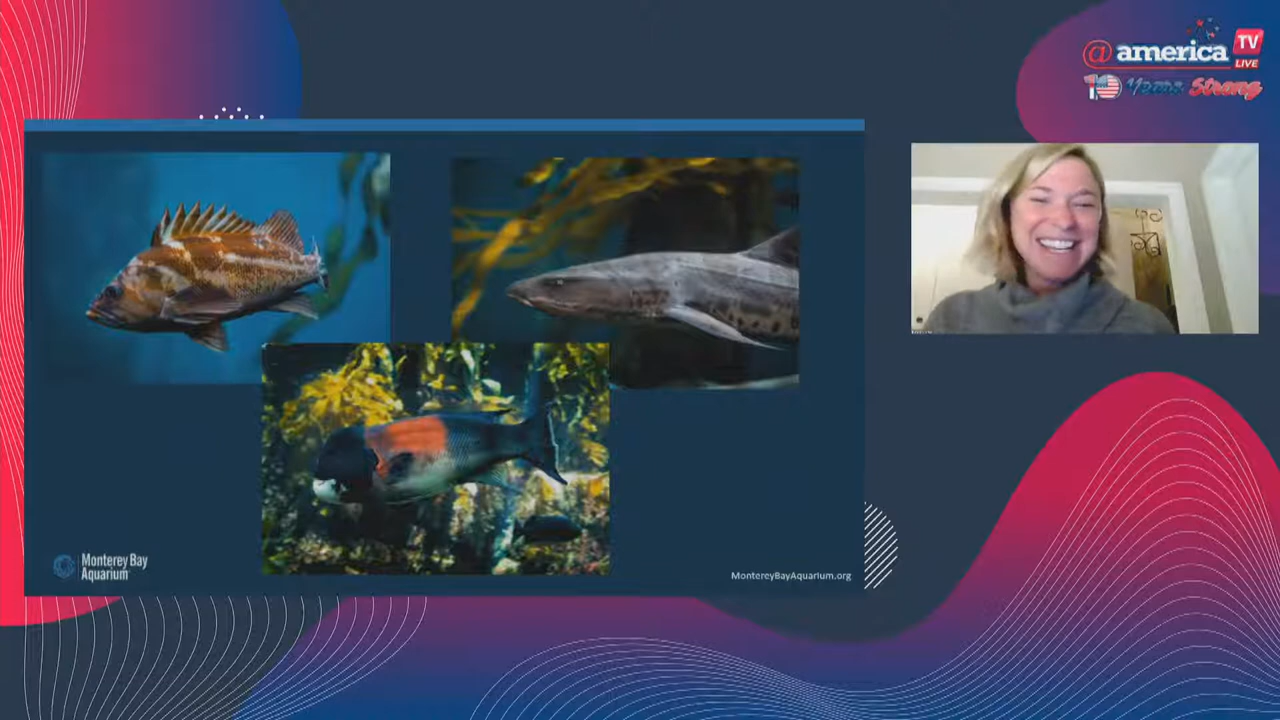 @america TV
LIVE
10 Years Strong
Monterey Bay
Aquarium
MontereyBayAquarium.org